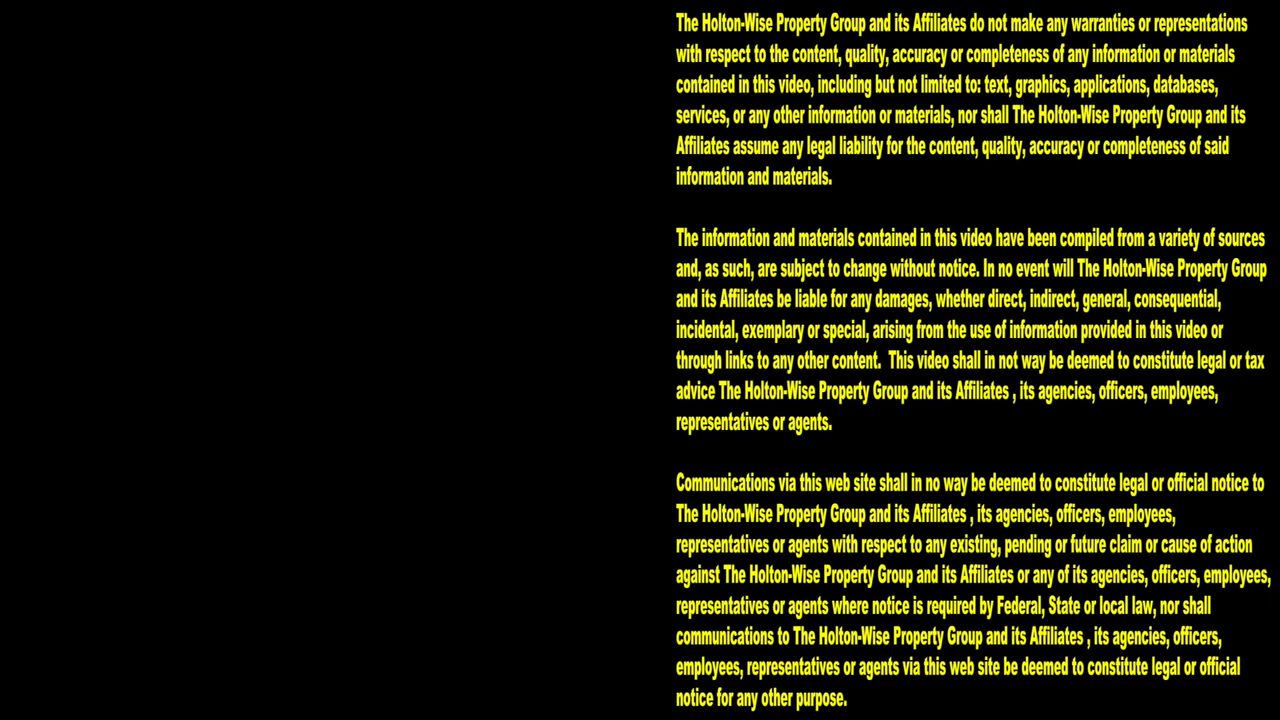 The Holton-Wise Property Group and its Affiliates do not make any warranties or representations
with respect to the content, quality, accuracy or completeness of any information or materials
contained in this video, including but not limited to: text, graphics, applications, databases,
services, or any other information or materials, nor shall The Holton-Wise Property Group and its
Affiliates assume any legal liability for the content, quality, accuracy or completeness of said
information and materials.
The information and materials contained in this video have been compiled from a variety of sources
and, as such, are subject to change without notice. In no event will The Holton-Wise Property Group
and its Affiliates be liable for any damages, whether direct, indirect, general, consequential,
incidental, exemplary or special, arising from the use of information provided in this video or
through links to any other content.  This video shall in not way be deemed to constitute legal or tax
advice The Holton-Wise Property Group and its Affiliates , its agencies, officers, employees,
representatives or agents.
Communications via this web site shall in no way be deemed to constitute legal or official notice to
The Holton-Wise Property Group and its Affiliates , its agencies, officers, employees,
representatives or agents with respect to any existing, pending or future claim or cause of action
against The Holton-Wise Property Group and its Affiliates or any of its agencies, officers, employees,
representatives or agents where notice is required by Federal, State or local law, nor shall
communications to The Holton-Wise Property Group and its Affiliates , its agencies, officers,
employees, representatives or agents via this web site be deemed to constitute legal or official
notice for any other purpose.